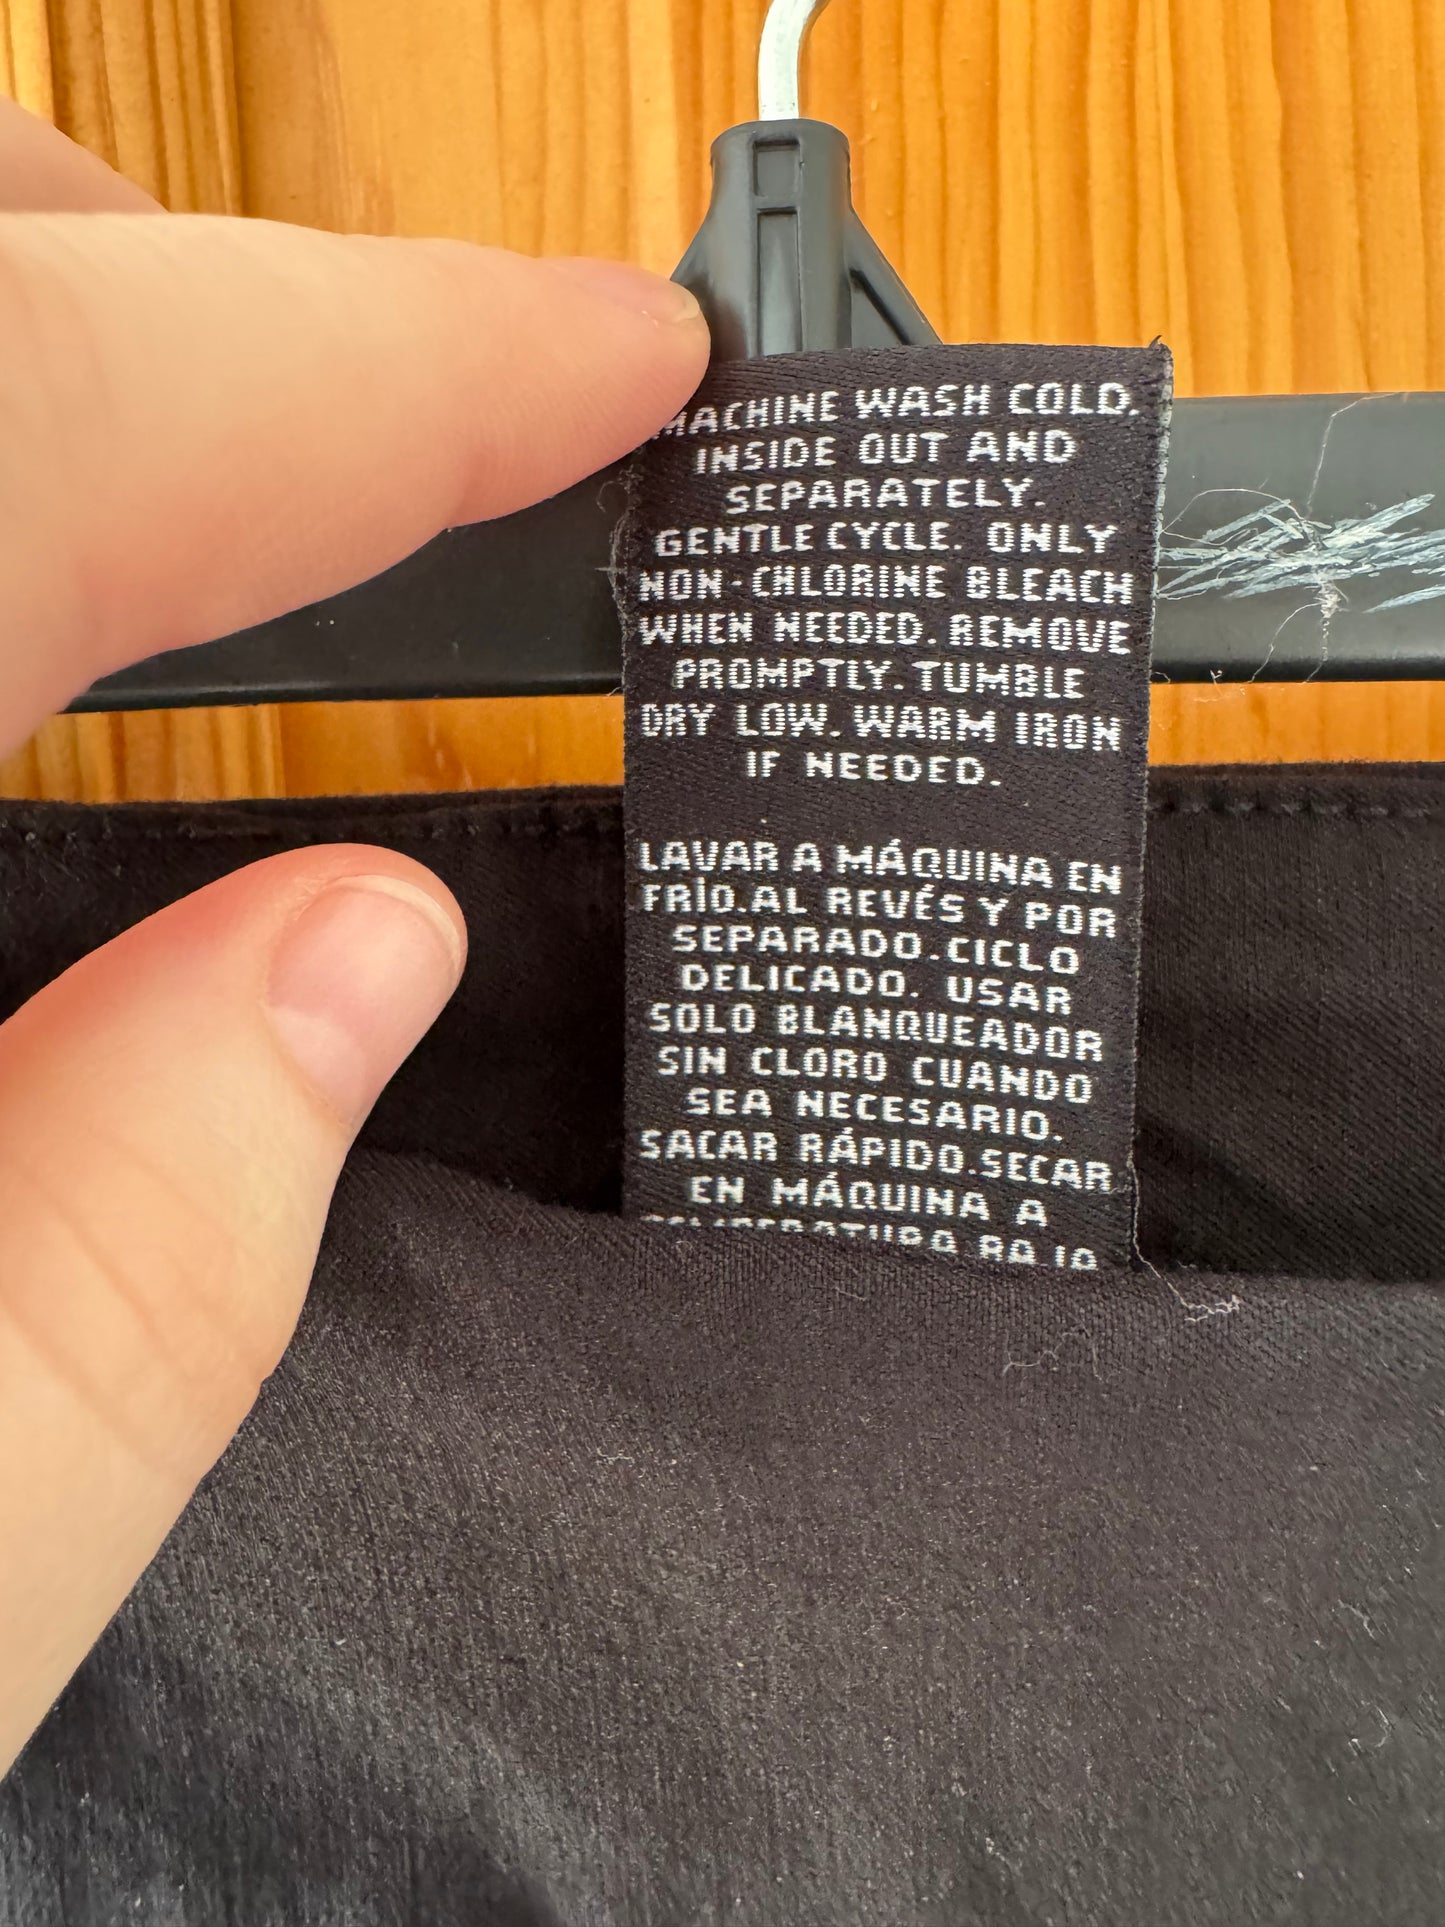 MACHINE WASH COLD.
INSIDE OUT AND
SEPARATELY.
GENTLE CYCLE. ONLY
NON-CHLORINE BLEACH
WHEN NEEDED. REMOVE
PROMPTLY. TUMBLE
DRY LOW. WARM IRON
IF NEEDED.
LAVAR A MÁQUINA EN
FRÍO.AL REVÉS Y POR
SEPARADO.CICLO
DELICADO. USAR
SOLO BLANQUEADOR
SIN CLORO CUANDO
SEA NECESARIO.
SACAR RÁPIDO.SECAR
EN MÁQUINA A
TEMPERATURA BAJA